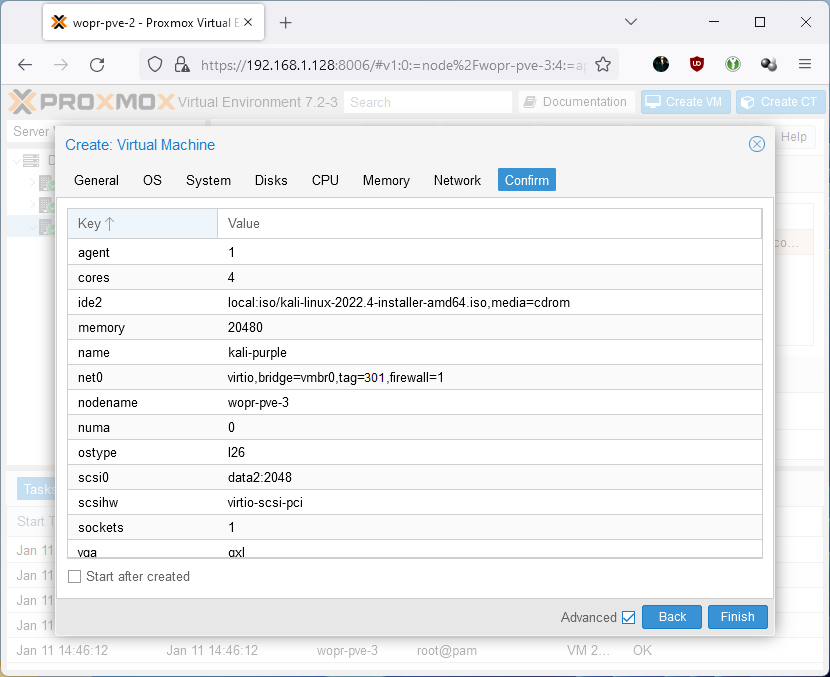 wopr-pve-2 - Proxmox Virtual E
https://192.168.1.128:8006/#v1:0:=node%2Fwopr-pve-3:4:=ap
PROXMOX Virtual Environment 7.2-3 Search Documentation Create VM Create CT
Server
Help
Create: Virtual Machine
General OS System Disks CPU Memory Network Confirm
Key Value
agent 1
cores 4
ide2 local:iso/kali-linux-2022.4-installer-amd64.iso,media=cdrom
memory 20480
name kali-purple
net0 virtio,bridge=vmbr0,tag=301,firewall=1
nodename wopr-pve-3
numa 0
ostype l26
scsi0 data2:2048
scsihw virtio-scsi-pci
sockets 1
vga qxl
Start after created
Advanced Back Finish
co...
Tasks
Start T
Jan 11
Jan 11
Jan 11
Jan 11
Jan 11 14:46:12 Jan 11 14:46:12 wopr-pve-3 root@pam VM 2... OK